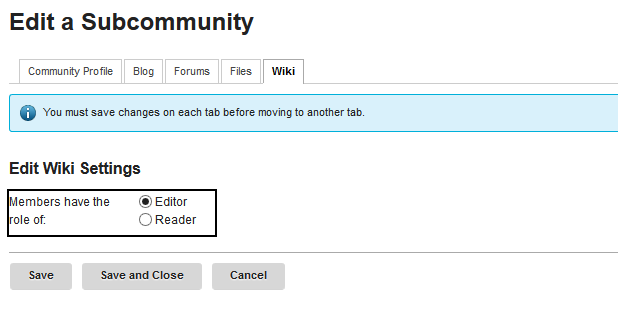 Edit a Subcommunity
Community Profile Blog Forums Files Wiki
You must save changes on each tab before moving to another tab.
Edit Wiki Settings
Members have the Editor
role of: Reader
Save Save and Close Cancel